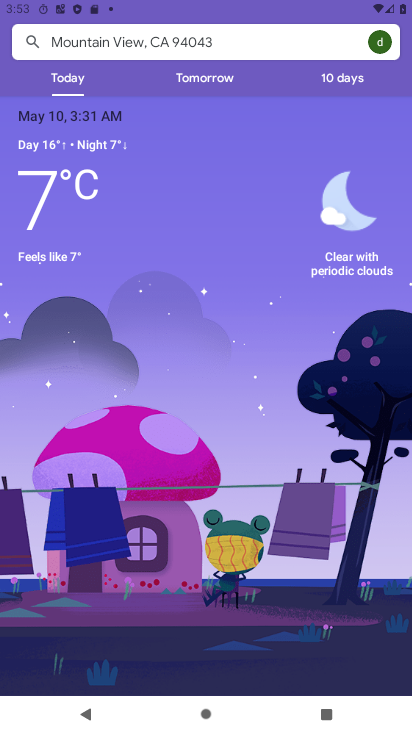 3:53
Mountain View, CA 94043
d
Today
Tomorrow
10 days
May 10, 3:31 AM
Day 16°↑ • Night 7°↓
7°C
Feels like 7°
Clear with
periodic clouds